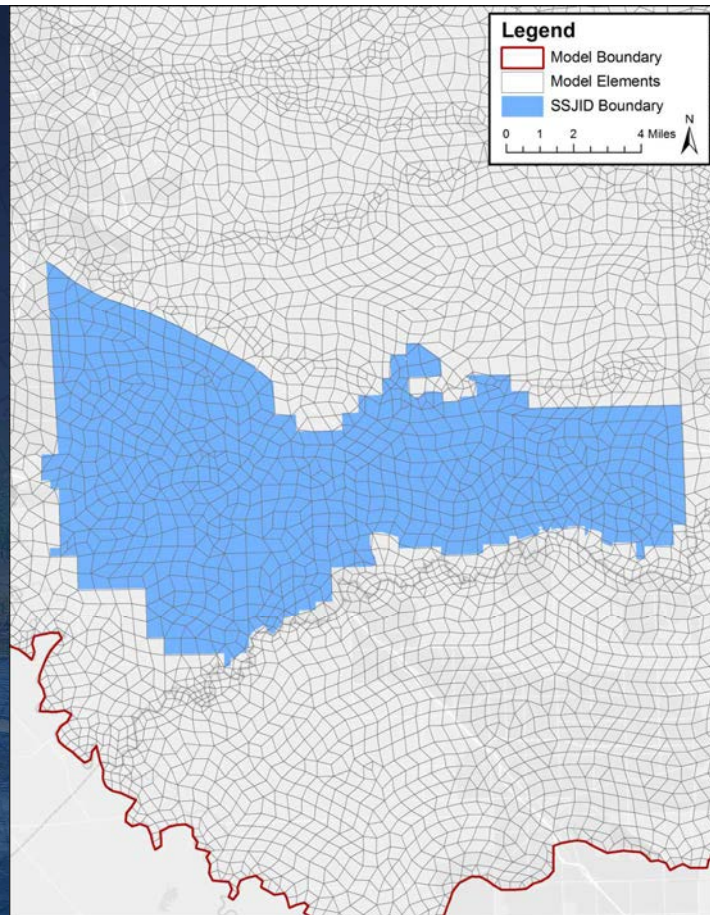 Legend
Model Boundary
Model Elements
SSJID Boundary
0 1 2 4 Miles
N